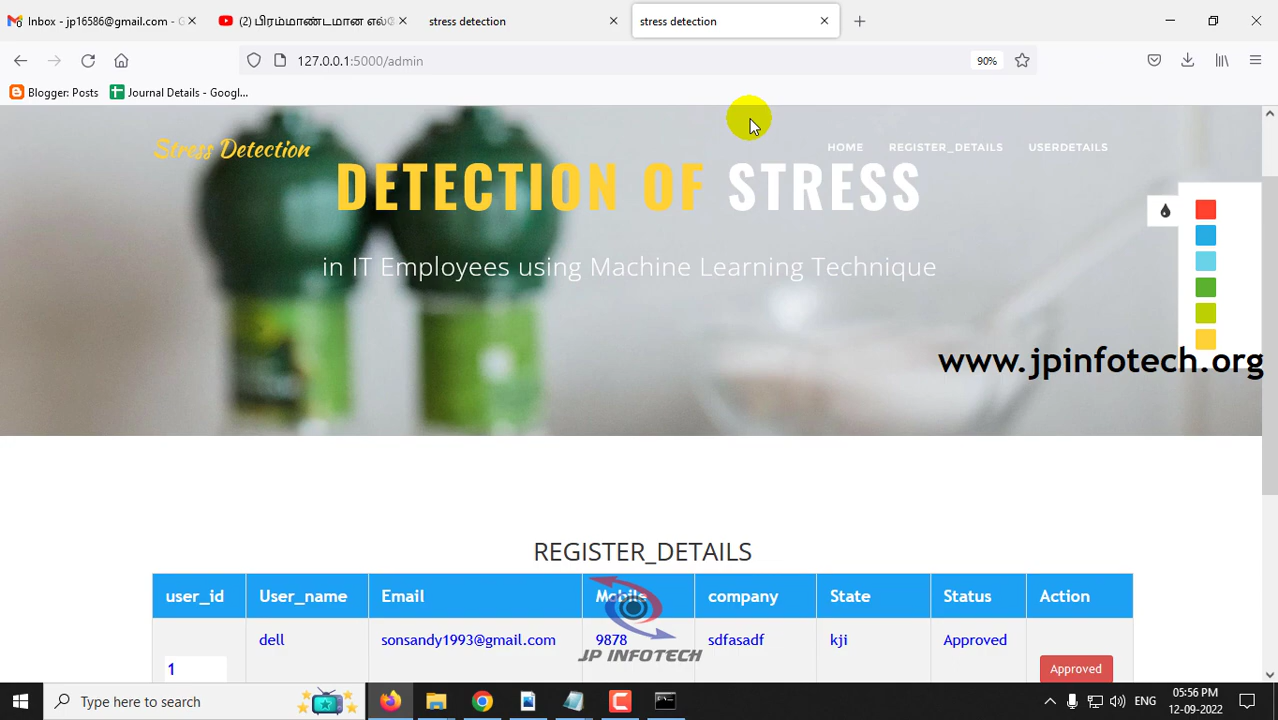 Inbox - jp16586@gmail.com - G
(2) பிரம்மாண்டமான எல்
stress detection
stress detection
127.0.0.1:5000/admin
90%
Blogger: Posts
Journal Details - Googl...
Stress Detection
HOME
REGISTER_DETAILS
USERDETAILS
DETECTION OF STRESS
in IT Employees using Machine Learning Technique
www.jpinfotech.org
REGISTER_DETAILS
user_id User_name Email Mobile company State Status Action
dell sonsandy1993@gmail.com 9878 sdfasadf kji Approved
JP INFOTECH
1
Approved
Type here to search
ENG
05:56 PM
12-09-2022